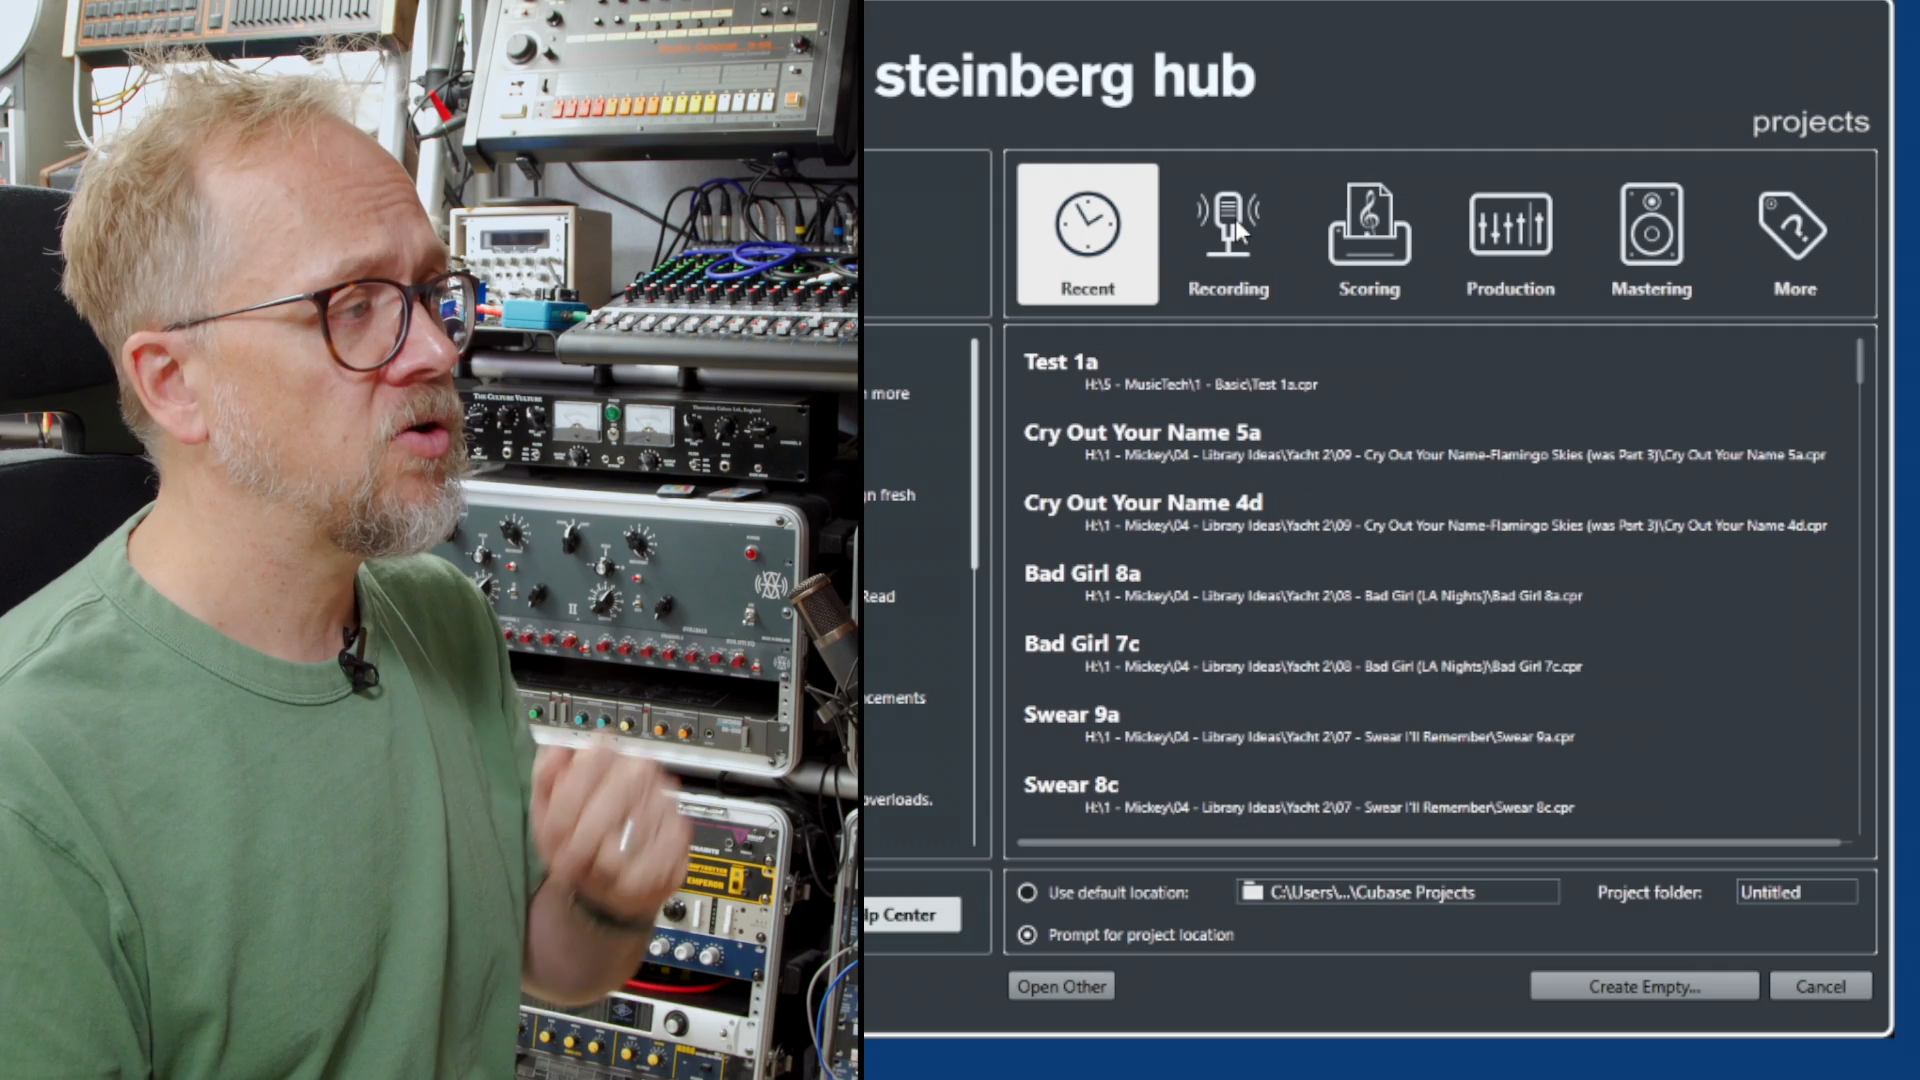 steinberg hub
projects
Recent
Recording
Scoring
Production
Mastering
More
more
n fresh
Read
cements
overloads.
lp Center
Test 1a
H:\5 - MusicTech\1 - Basic\Test 1a.cpr
Cry Out Your Name 5a
H:\1 - Mickey\04 - Library Ideas\Yacht 2\09 - Cry Out Your Name-Flamingo Skies (was Part 3)\Cry Out Your Name 5a.cpr
Cry Out Your Name 4d
H:\1 - Mickey\04 - Library Ideas\Yacht 2\09 - Cry Out Your Name-Flamingo Skies (was Part 3)\Cry Out Your Name 4d.cpr
Bad Girl 8a
H:\1 - Mickey\04 - Library Ideas\Yacht 2\08 - Bad Girl (LA Nights)\Bad Girl 8a.cpr
Bad Girl 7c
H:\1 - Mickey\04 - Library Ideas\Yacht 2\08 - Bad Girl (LA Nights)\Bad Girl 7c.cpr
Swear 9a
H:\1 - Mickey\04 - Library Ideas\Yacht 2\07 - Swear I'll Remember\Swear 9a.cpr
Swear 8c
H:\1 - Mickey\04 - Library Ideas\Yacht 2\07 - Swear I'll Remember\Swear 8c.cpr
Use default location:
C:\Users\...\Cubase Projects
Project folder:
Untitled
Prompt for project location
Open Other
Create Empty...
Cancel
THE CULTURE VULTURE
EMPEROR